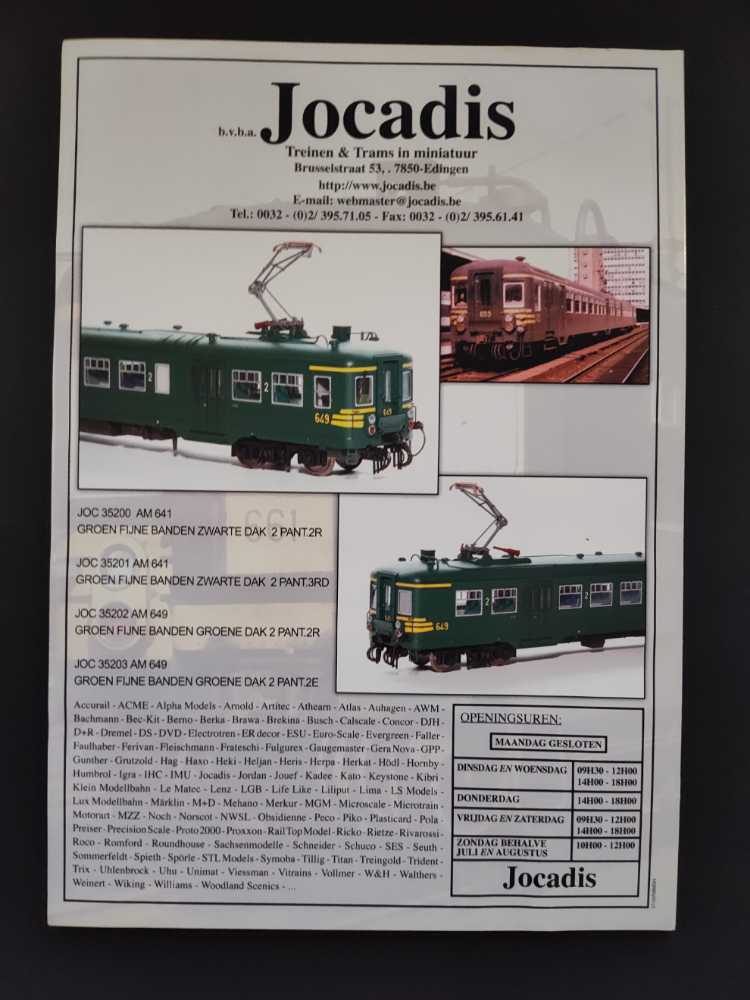 b.v.b.a. Jocadis
Treinen & Trams in miniatuur
Brusselstraat 53, . 7850-Edingen
http://www.jocadis.be
E-mail: webmaster@jocadis.be
Tel.: 0032 - (0)2/ 395.71.05 - Fax: 0032 - (0)2/ 395.61.41
653
2
2
649
649
JOC 35200 AM 641
GROEN FIJNE BANDEN ZWARTE DAK 2 PANT.2R
JOC 35201 AM 641
GROEN FIJNE BANDEN ZWARTE DAK 2 PANT.3RD
JOC 35202 AM 649
GROEN FIJNE BANDEN GROENE DAK 2 PANT.2R
JOC 35203 AM 649
GROEN FIJNE BANDEN GROENE DAK 2 PANT.2E
661
2
2
649
Accurail - ACME - Alpha Models - Arnold - Artitec - Athearn - Atlas - Auhagen - AWM -
Bachmann - Bec-Kit - Berno - Berka - Brawa - Brekina - Busch - Calscale - Concor - DJH -
D+R - Dremel - DS - DVD - Electrotren - ER decor - ESU - Euro-Scale - Evergreen - Faller -
Faulhaber - Ferivan - Fleischmann - Frateschi - Fulgurex - Gaugemaster - Gera Nova - GPP -
Gunther - Grutzold - Hag - Haxo - Heki - Heljan - Heris - Herpa - Herkat - Hödl - Hornby -
Humbrol - Igra - IHC - IMU - Jocadis - Jordan - Jouef - Kadee - Kato - Keystone - Kibri -
Klein Modellbahn - Le Matec - Lenz - LGB - Life Like - Liliput - Lima - LS Models -
Lux Modellbahn - Märklin - M+D - Mehano - Merkur - MGM - Microscale - Microtrain -
Motorart - MZZ - Noch - Norscot - NWSL - Obsidienne - Peco - Piko - Plasticard - Pola -
Preiser - Precision Scale - Proto 2000 - Proxxon - Rail Top Model - Ricko - Rietze - Rivarossi -
Roco - Romford - Roundhouse - Sachsenmodelle - Schneider - Schuco - SES - Seuth -
Sommerfeldt - Spieth - Spörle - STL Models - Symoba - Tillig - Titan - Treingold - Trident -
Trix - Uhlenbrock - Uhu - Unimat - Viessman - Vitrains - Vollmer - W&H - Walthers -
Weinert - Wiking - Williams - Woodland Scenics - ...
OPENINGSUREN:
MAANDAG GESLOTEN
DINSDAG EN WOENSDAG 09H30 - 12H00
14H00 - 18H00
DONDERDAG 14H00 - 18H00
VRIJDAG EN ZATERDAG 09H30 - 12H00
14H00 - 18H00
ZONDAG BEHALVE 10H00 - 12H00
JULI EN AUGUSTUS
Jocadis